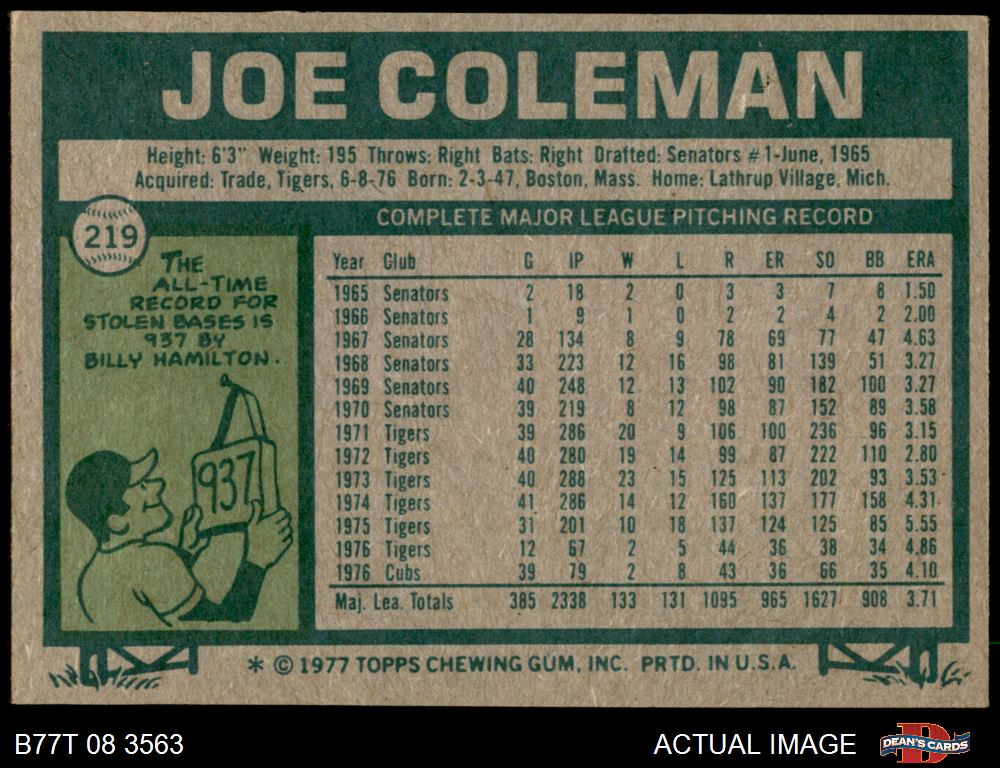 JOE COLEMAN
Height: 6'3" Weight: 195 Throws: Right Bats: Right Drafted: Senators #1-June, 1965
Acquired: Trade, Tigers, 6-8-76 Born: 2-3-47, Boston, Mass. Home: Lathrup Village, Mich.
219
THE
ALL-TIME
RECORD FOR
STOLEN BASES IS
937 BY
BILLY HAMILTON.
937
COMPLETE MAJOR LEAGUE PITCHING RECORD
Year Club G IP W L R ER SO BB ERA
1965 Senators 2 18 2 0 3 3 7 8 1.50
1966 Senators 1 9 1 0 2 2 4 2 2.00
1967 Senators 28 134 8 9 78 69 77 47 4.63
1968 Senators 33 223 12 16 98 81 139 51 3.27
1969 Senators 40 248 12 13 102 90 182 100 3.27
1970 Senators 39 219 8 12 98 87 152 89 3.58
1971 Tigers 39 286 20 9 106 100 236 96 3.15
1972 Tigers 40 280 19 14 99 87 222 110 2.80
1973 Tigers 40 288 23 15 125 113 202 93 3.53
1974 Tigers 41 286 14 12 160 137 177 158 4.31
1975 Tigers 31 201 10 18 137 124 125 85 5.55
1976 Tigers 12 67 2 5 44 36 38 34 4.86
1976 Cubs 39 79 2 8 43 36 66 35 4.10
Maj. Lea. Totals 385 2338 133 131 1095 965 1627 908 3.71
* © 1977 TOPPS CHEWING GUM, INC. PRTD. IN U.S.A.
B77T 08 3563
ACTUAL IMAGE
DEAN'S CARDS